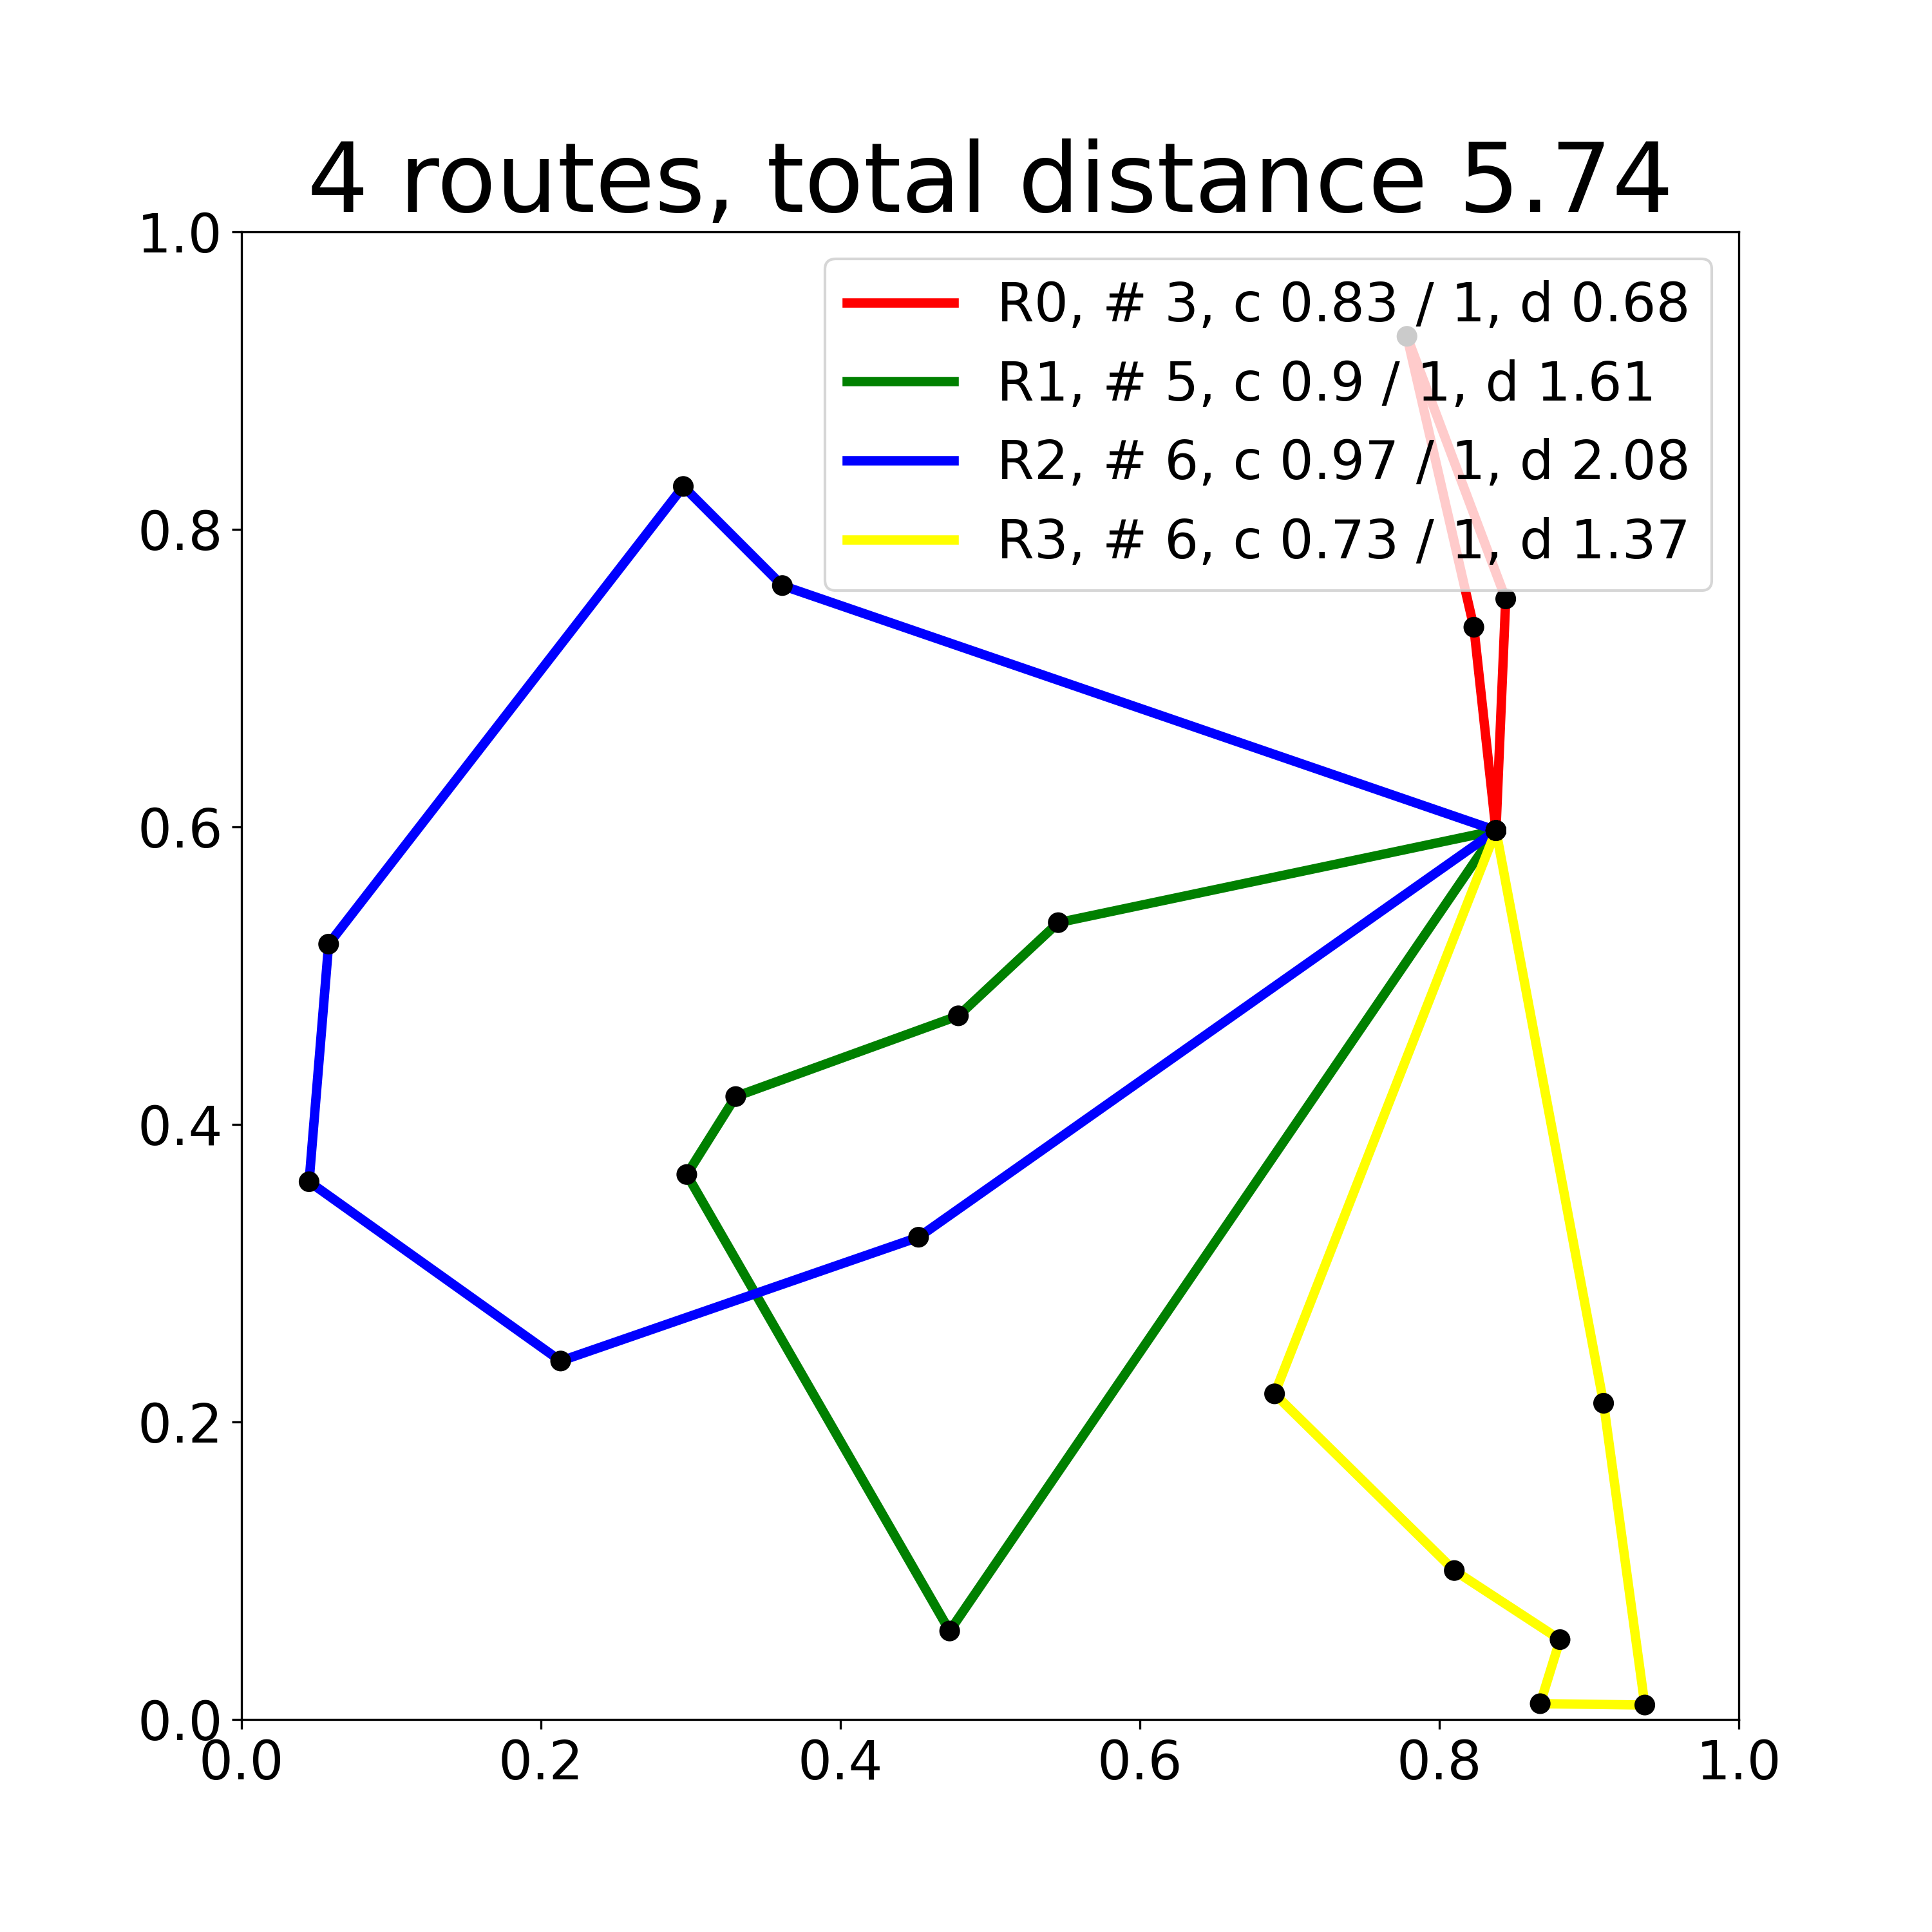 4 routes, total distance 5.74
1.0
R0, # 3, c 0.83 / 1, d 0.68
R1, # 5, c 0.9 / 1, d 1.61
R2, # 6, c 0.97 / 1, d 2.08
R3, # 6, c 0.73 / 1, d 1.37
0.8
0.6
0.4
0.2
0.0
0.0 0.2 0.4 0.6 0.8 1.0